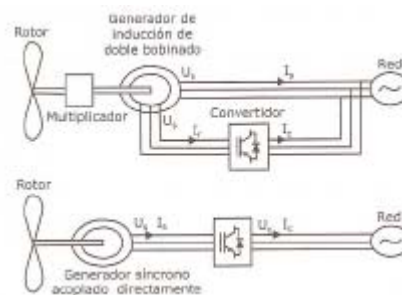 Generador
de inducción de
doble bobinado
Rotor
Red
Multiplicador
Convertidor
Rotor
Red
Generador síncrono
acoplado directamente